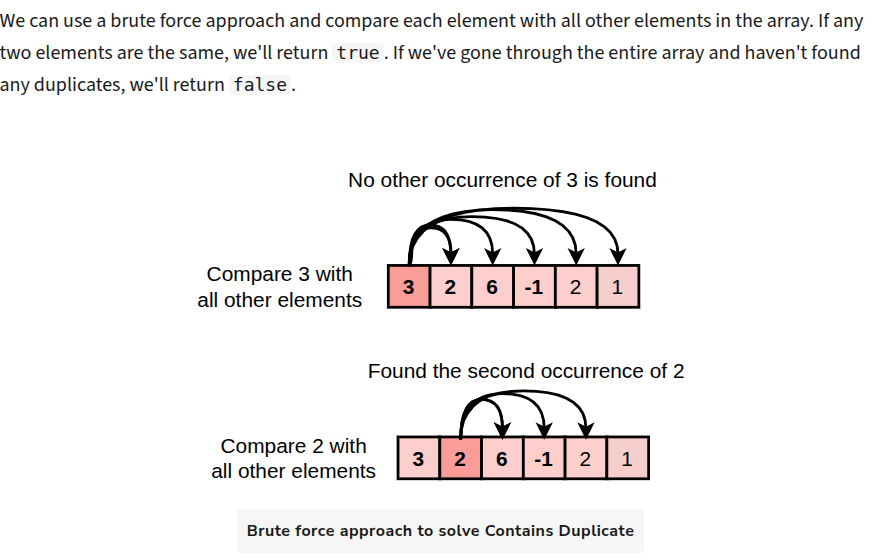 We can use a brute force approach and compare each element with all other elements in the array. If any
two elements are the same, we'll return true. If we've gone through the entire array and haven't found
any duplicates, we'll return false.
No other occurrence of 3 is found
Compare 3 with
all other elements
3 2 6 -1 2 1
Found the second occurrence of 2
Compare 2 with
all other elements
3 2 6 -1 2 1
Brute force approach to solve Contains Duplicate